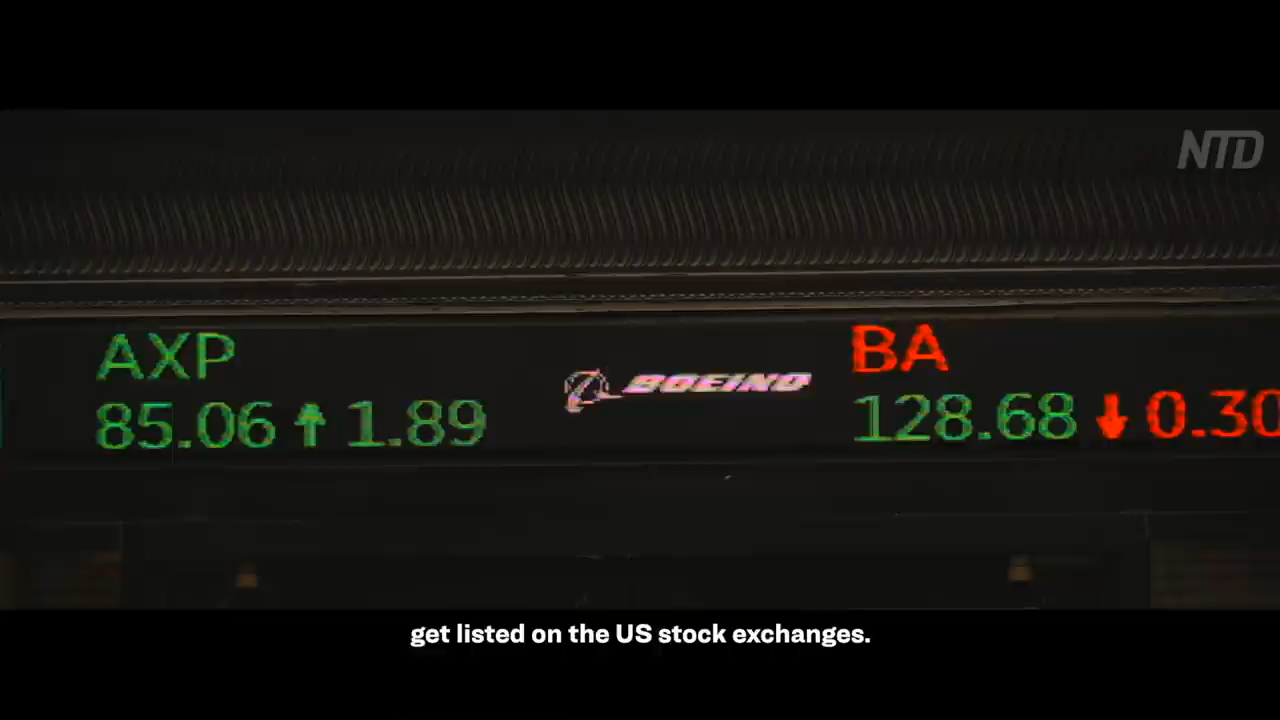 NTD
AXP
85.06 ↑ 1.89
BOEING
BA
128.68 ↓ 0.30
get listed on the US stock exchanges.